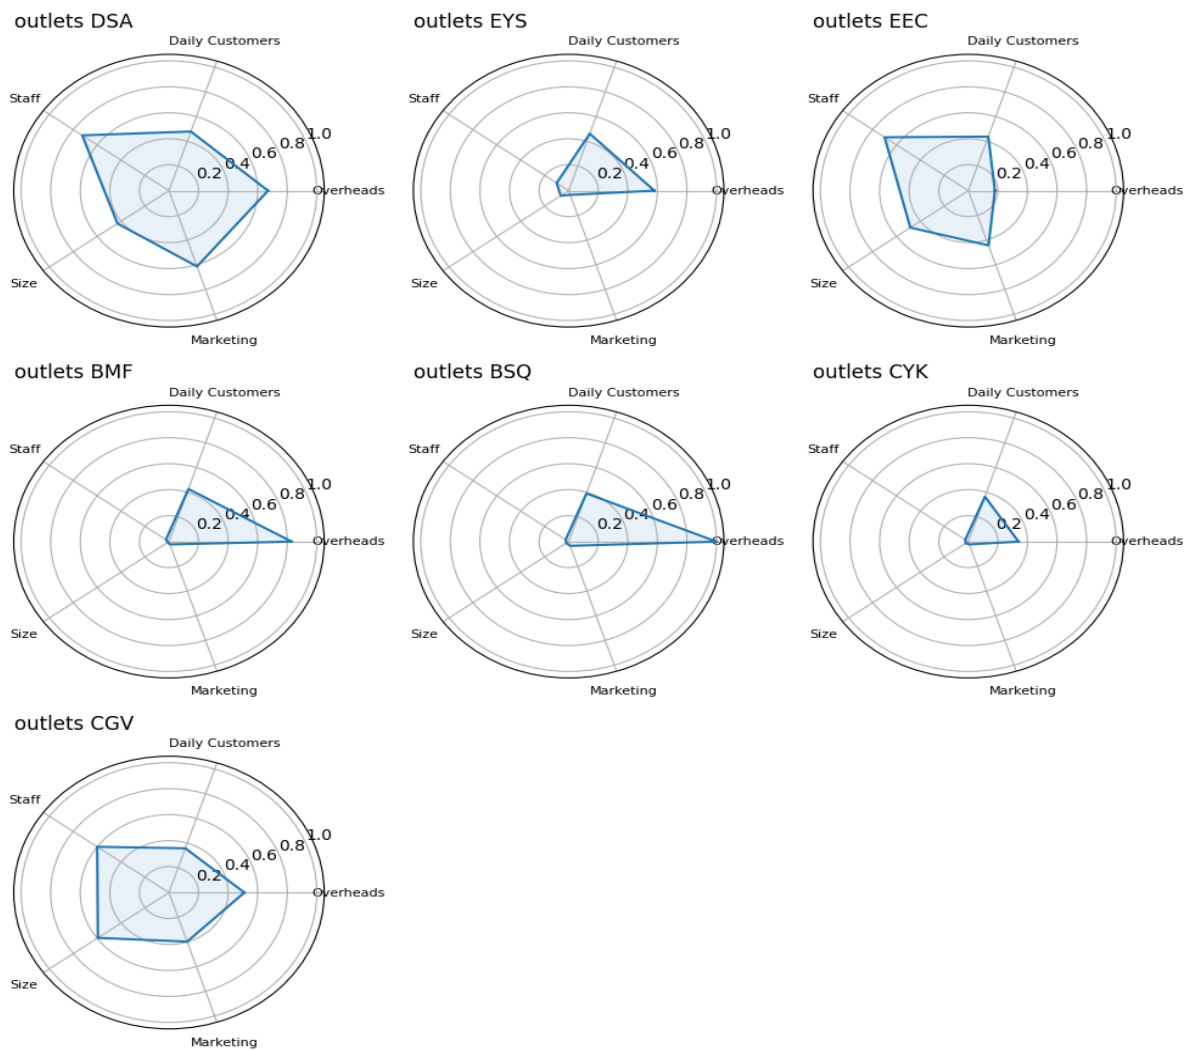 outlets DSA
Daily Customers
Staff
1.0
0.8
0.6
0.4
0.2
Overheads
Size
Marketing
outlets EYS
Daily Customers
Staff
1.0
0.8
0.6
0.4
0.2
Overheads
Size
Marketing
outlets EEC
Daily Customers
Staff
1.0
0.8
0.6
0.4
0.2
Overheads
Size
Marketing
outlets BMF
Daily Customers
Staff
1.0
0.8
0.6
0.4
0.2
Overheads
Size
Marketing
outlets BSQ
Daily Customers
Staff
1.0
0.8
0.6
0.4
0.2
Overheads
Size
Marketing
outlets CYK
Daily Customers
Staff
1.0
0.8
0.6
0.4
0.2
Overheads
Size
Marketing
outlets CGV
Daily Customers
Staff
1.0
0.8
0.6
0.4
0.2
Overheads
Size
Marketing